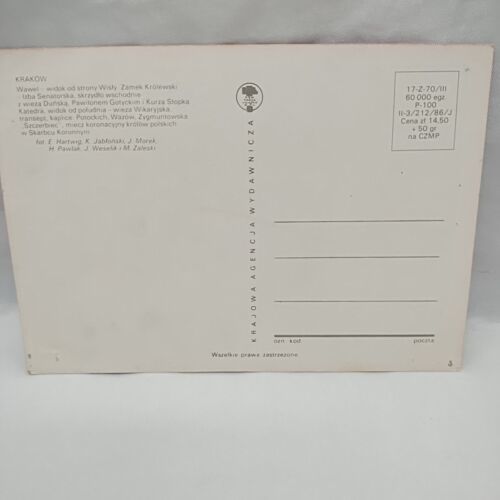 KRAKÓW
Wawel - widok od strony Wisły. Zamek Królewski
- Izba Senatorska, skrzydło wschodnie
z wieżą Duńską, Pawilonem Gotyckim i Kurzą Stopką
Katedra, widok od południa - wieża Wikaryjska,
transept, kaplice: Potockich, Wazów, Zygmuntowska
„Szczerbiec", miecz koronacyjny królów polskich
w Skarbcu Koronnym
fot. E. Hartwig, K. Jabłoński, J. Morek,
H. Pawlak, J. Weselik i M. Zaleski
KRAJOWA AGENCJA WYDAWNICZA
17-Z-70/III
60 000 egz.
P-100
II-3/212/86/J
Cena zł 14,50
+ 50 gr
na CZMP
ozn. kod. poczta
Wszelkie prawa zastrzeżone